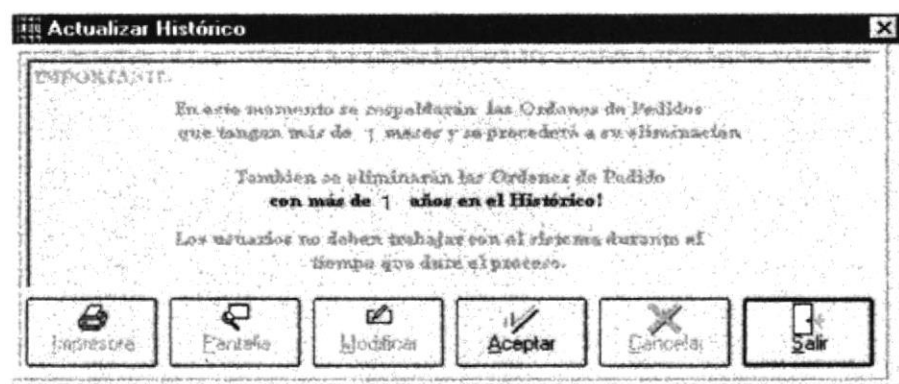 Actualizar Histórico
IMPORTANTE.
En este momento se respaldarán las Ordenes de Pedidos
que tengan más de 1 meses y se procederá a su eliminación
Tambien se eliminarán las Ordenes de Pedido
con más de 1 años en el Histórico!
Los usuarios no deben trabajar con el sistema durante el
tiempo que dure el proceso.
Impresora Pantalla Modificar Aceptar Cancelar Salir